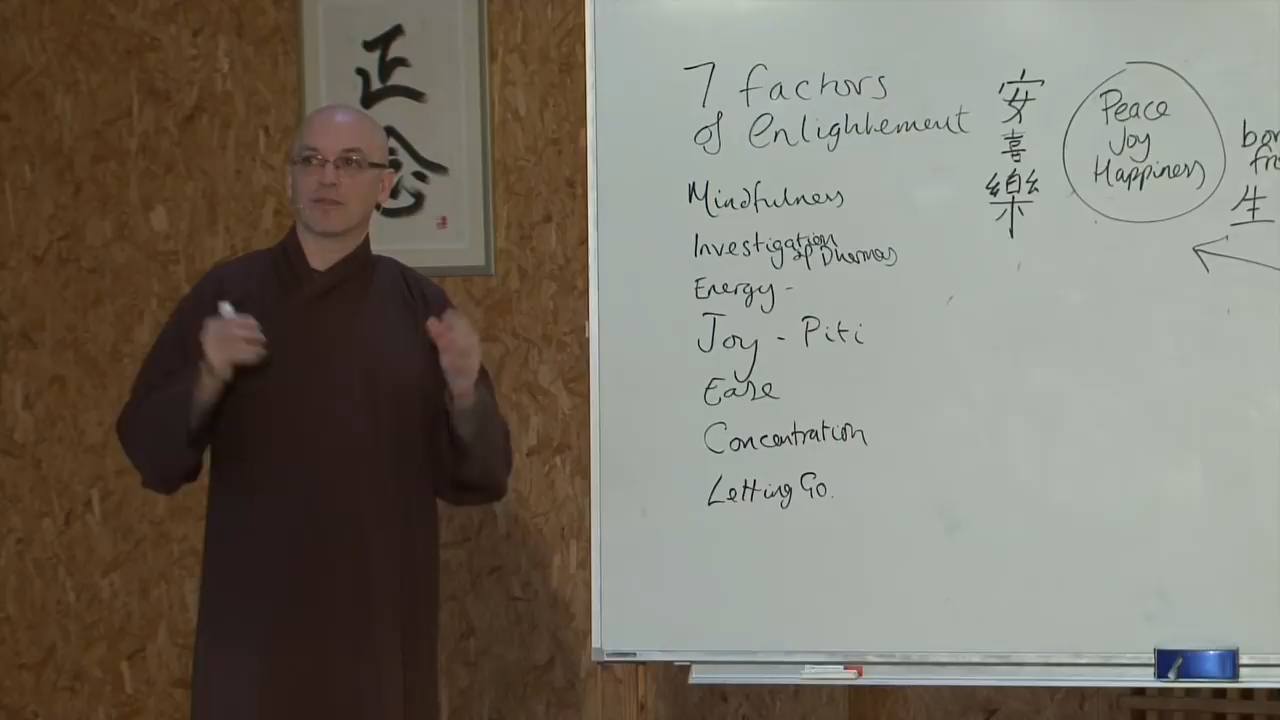 正
念
7 factors
of enlightement
Mindfulness
Investigation
of Dharmas
Energy -
Joy - Piti
Ease
Concentration
Letting Go.
安
喜
樂
Peace
Joy
Happiness
生